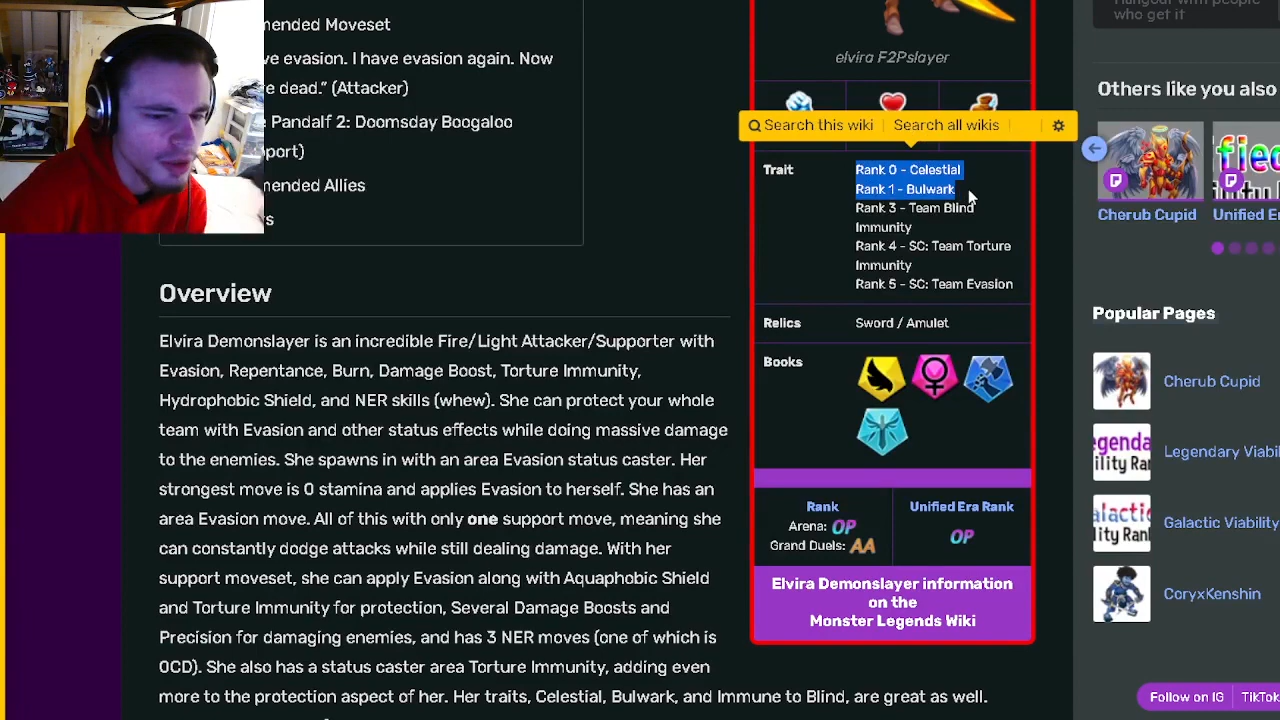 Hangout with people
who get it
mended Moveset
ve evasion. I have evasion again. Now
e dead.” (Attacker)
Pandalf 2: Doomsday Boogaloo
port)
mended Allies
s
elvira F2Pslayer
Search this wiki
Search all wikis
Trait
Rank 0 - Celestial
Rank 1 - Bulwark
Rank 3 - Team Blind
Immunity
Rank 4 - SC: Team Torture
Immunity
Rank 5 - SC: Team Evasion
Relics
Sword / Amulet
Books
Rank
Arena: OP
Grand Duels: AA
Unified Era Rank
OP
Elvira Demonslayer information
on the
Monster Legends Wiki
Overview
Elvira Demonslayer is an incredible Fire/Light Attacker/Supporter with
Evasion, Repentance, Burn, Damage Boost, Torture Immunity,
Hydrophobic Shield, and NER skills (whew). She can protect your whole
team with Evasion and other status effects while doing massive damage
to the enemies. She spawns in with an area Evasion status caster. Her
strongest move is 0 stamina and applies Evasion to herself. She has an
area Evasion move. All of this with only one support move, meaning she
can constantly dodge attacks while still dealing damage. With her
support moveset, she can apply Evasion along with Aquaphobic Shield
and Torture Immunity for protection, Several Damage Boosts and
Precision for damaging enemies, and has 3 NER moves (one of which is
0CD). She also has a status caster area Torture Immunity, adding even
more to the protection aspect of her. Her traits, Celestial, Bulwark, and Immune to Blind, are great as well.
Others like you also
Cherub Cupid
Unified E
Popular Pages
Cherub Cupid
Legendary Viabil
Galactic Viability
CoryxKenshin
Follow on IG
TikTok